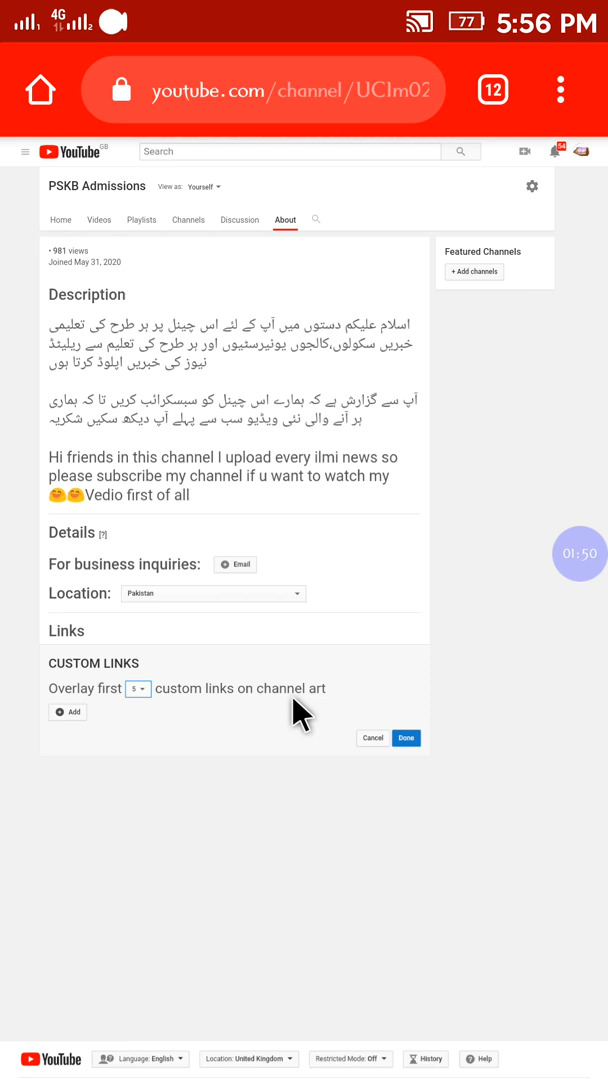 4G
77
5:56 PM
youtube.com/channel/UCIm02
12
YouTube GB
Search
54
PSKB Admissions
View as: Yourself
Home Videos Playlists Channels Discussion About
• 981 views
Joined May 31, 2020
Featured Channels
+ Add channels
Description
اسلام علیکم دستوں میں آپ کے لئے اس چینل پر ہر طرح کی تعلیمی
خبریں سکولوں،کالجوں یونیرسٹیوں اور ہر طرح کی تعلیم سے ریلیٹڈ
نیوز کی خبریں اپلوڈ کرتا ہوں
آپ سے گزارش ہے کہ ہمارے اس چینل کو سبسکرائب کریں تا کہ ہماری
ہر آنے والی نئی ویڈیو سب سے پہلے آپ دیکھ سکیں شکریہ
Hi friends in this channel I upload every ilmi news so
please subscribe my channel if u want to watch my
😊😊Vedio first of all
Details [?]
For business inquiries: Email
01:50
Location: Pakistan
Links
CUSTOM LINKS
Overlay first 5 custom links on channel art
Add
Cancel Done
YouTube Language: English Location: United Kingdom Restricted Mode: Off History Help